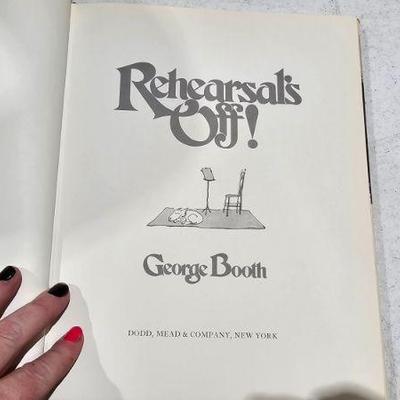 Rehearsal's
Off!
George Booth
DODD, MEAD & COMPANY, NEW YORK